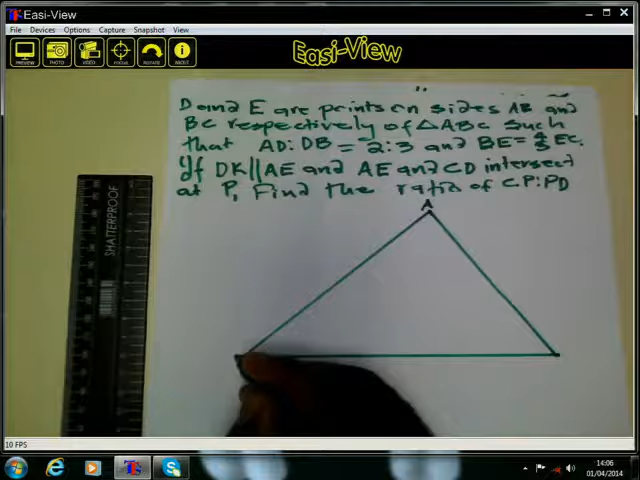 Easi-View
File Devices Options Capture Snapshot View
PREVIEW PHOTO VIDEO FOCUS ROTATE ABOUT
Easi-View
D and E are points on sides AB and
BC respectively of △ABC such
that AD:DB = 2:3 and BE = 4/3 EC.
If DK||AE and AE and CD intersect
at P, Find the ratio of CP:PD
A
SHATTERPROOF
10 FPS
14:06
01/04/2014